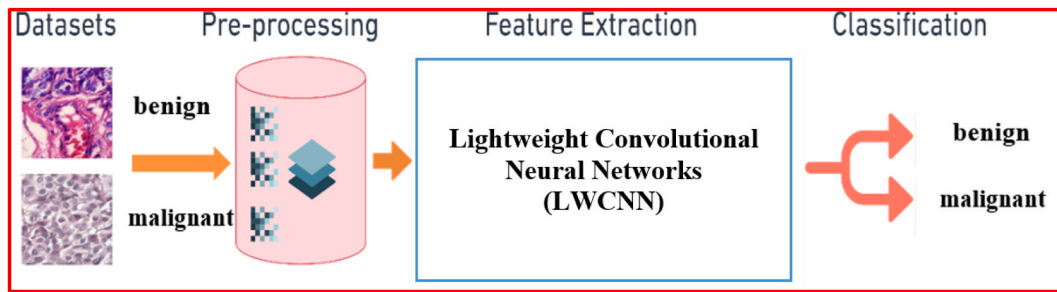 Datasets
Pre-processing
Feature Extraction
Classification
benign
malignant
Lightweight Convolutional
Neural Networks
(LWCNN)
benign
malignant